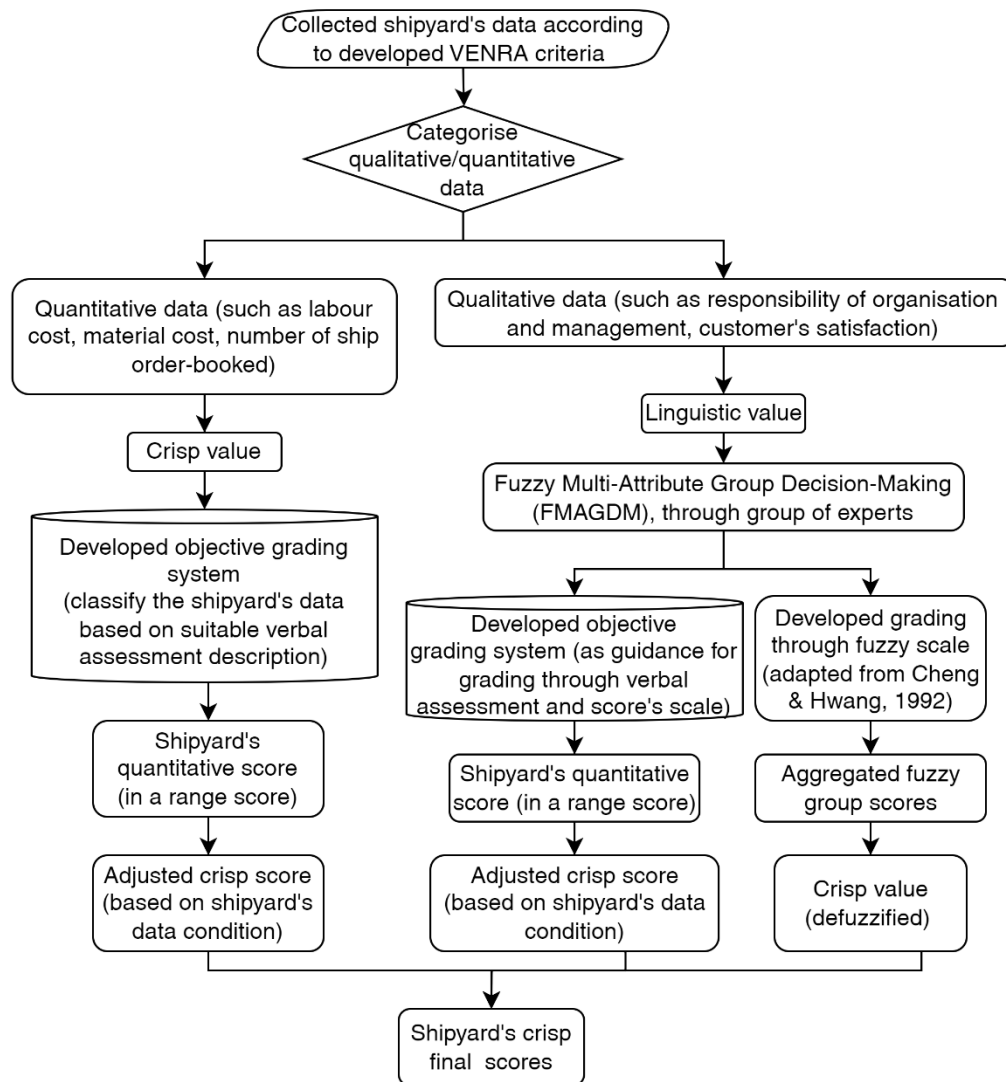 Collected shipyard's data according
to developed VENRA criteria
Categorise
qualitative/quantitative
data
Quantitative data (such as labour
cost, material cost, number of ship
order-booked)
Qualitative data (such as responsibility of organisation
and management, customer's satisfaction)
Crisp value
Linguistic value
Fuzzy Multi-Attribute Group Decision-Making
(FMAGDM), through group of experts
Developed objective grading
system
(classify the shipyard's data
based on suitable verbal
assessment description)
Developed objective
grading system (as guidance for
grading through verbal
assessment and score's scale)
Developed grading
through fuzzy scale
(adapted from Cheng
& Hwang, 1992)
Shipyard's
quantitative score
(in a range score)
Shipyard's quantitative
score (in a range score)
Aggregated fuzzy
group scores
Adjusted crisp score
(based on shipyard's
data condition)
Adjusted crisp score
(based on shipyard's data
condition)
Crisp value
(defuzzified)
Shipyard's crisp
final scores